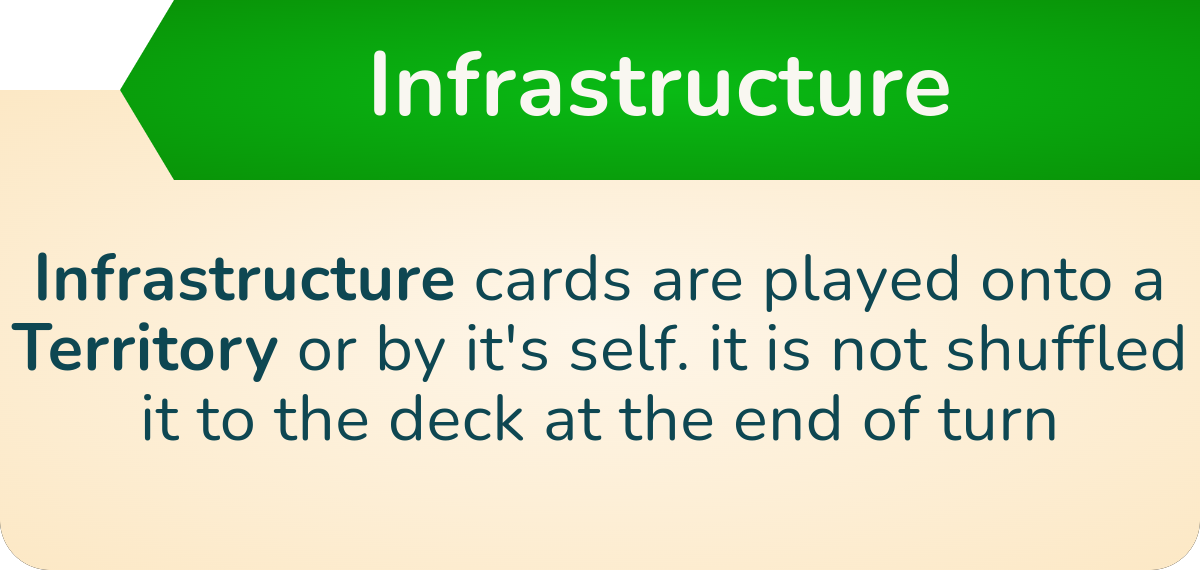 Infrastructure
Infrastructure cards are played onto a
Territory or by it's self. it is not shuffled
it to the deck at the end of turn